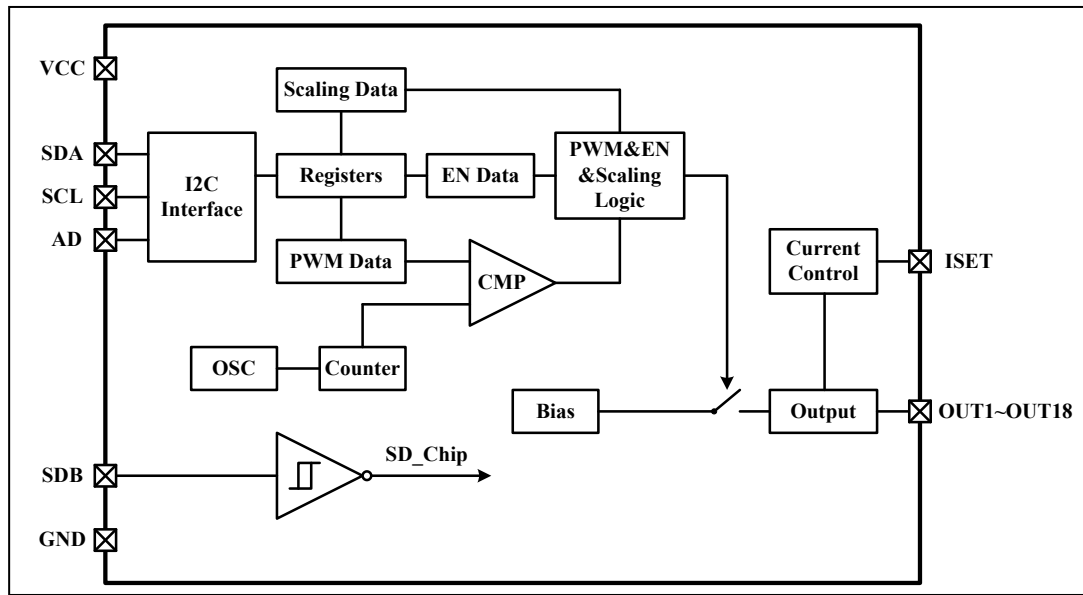 VCC
SDA
SCL
AD
SDB
GND
I2C
Interface
Scaling Data
Registers
EN Data
PWM Data
CMP
PWM&EN
&Scaling
Logic
OSC
Counter
Bias
Current
Control
ISET
Output
OUT1~OUT18
SD_Chip